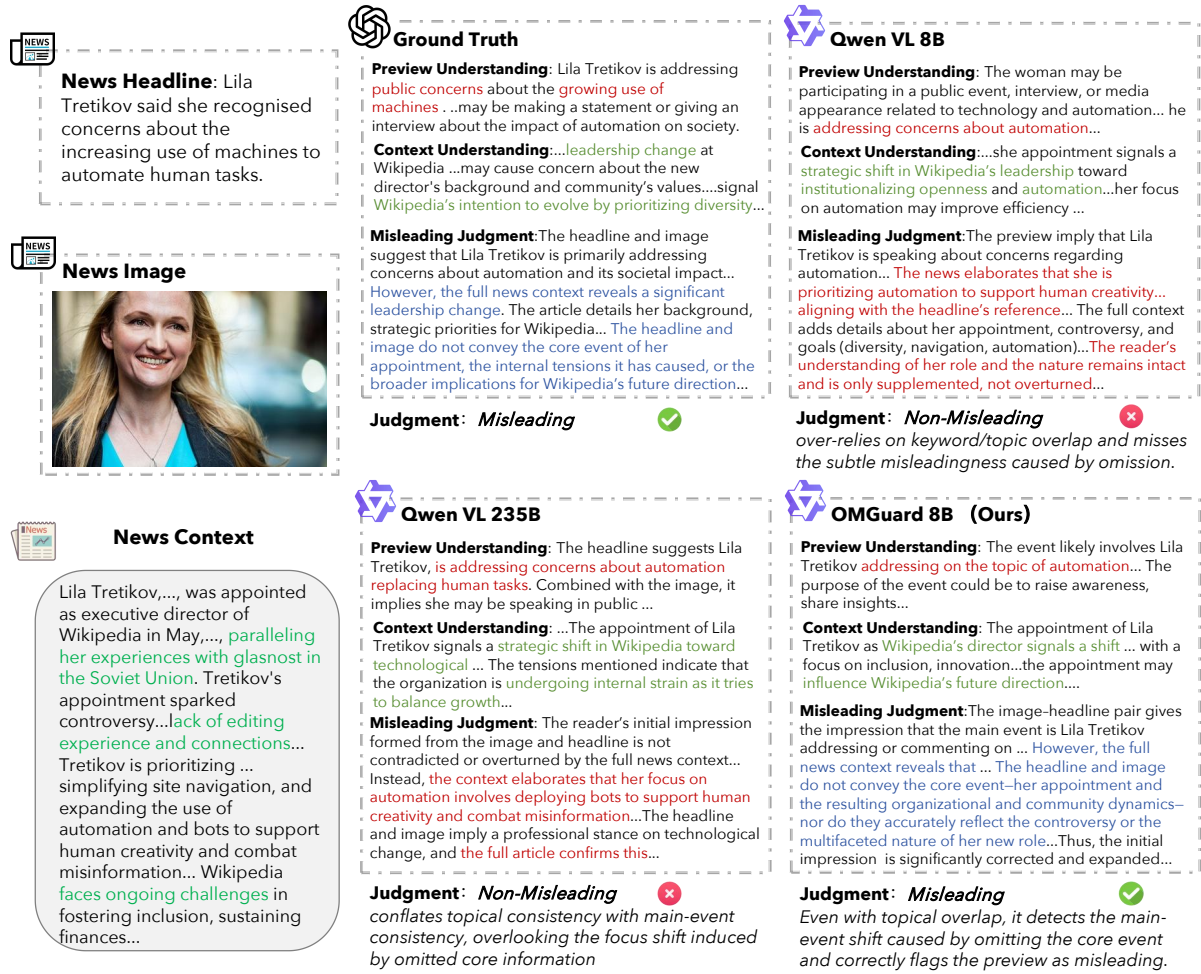 NEWS
News Headline: Lila
Tretikov said she recognised
concerns about the
increasing use of machines to
automate human tasks.
NEWS
News Image
News
News Context
Lila Tretikov,..., was appointed
as executive director of
Wikipedia in May,..., paralleling
her experiences with glasnost in
the Soviet Union. Tretikov's
appointment sparked
controversy...lack of editing
experience and connections...
Tretikov is prioritizing ...
simplifying site navigation, and
expanding the use of
automation and bots to support
human creativity and combat
misinformation... Wikipedia
faces ongoing challenges in
fostering inclusion, sustaining
finances...
Ground Truth
Preview Understanding: Lila Tretikov is addressing
public concerns about the growing use of
machines . ..may be making a statement or giving an
interview about the impact of automation on society.
Context Understanding:...leadership change at
Wikipedia ...may cause concern about the new
director's background and community's values....signal
Wikipedia's intention to evolve by prioritizing diversity...
Misleading Judgment:The headline and image
suggest that Lila Tretikov is primarily addressing
concerns about automation and its societal impact...
However, the full news context reveals a significant
leadership change. The article details her background,
strategic priorities for Wikipedia... The headline and
image do not convey the core event of her
appointment, the internal tensions it has caused, or the
broader implications for Wikipedia's future direction...
Judgment: Misleading
Qwen VL 8B
Preview Understanding: The woman may be
participating in a public event, interview, or media
appearance related to technology and automation... he
is addressing concerns about automation...
Context Understanding:...she appointment signals a
strategic shift in Wikipedia's leadership toward
institutionalizing openness and automation...her focus
on automation may improve efficiency ...
Misleading Judgment:The preview imply that Lila
Tretikov is speaking about concerns regarding
automation... The news elaborates that she is
prioritizing automation to support human creativity...
aligning with the headline's reference... The full context
adds details about her appointment, controversy, and
goals (diversity, navigation, automation)...The reader's
understanding of her role and the nature remains intact
and is only supplemented, not overturned...
Judgment: Non-Misleading
over-relies on keyword/topic overlap and misses
the subtle misleadingness caused by omission.
Qwen VL 235B
Preview Understanding: The headline suggests Lila
Tretikov, is addressing concerns about automation
replacing human tasks. Combined with the image, it
implies she may be speaking in public ...
Context Understanding: ...The appointment of Lila
Tretikov signals a strategic shift in Wikipedia toward
technological ... The tensions mentioned indicate that
the organization is undergoing internal strain as it tries
to balance growth...
Misleading Judgment: The reader's initial impression
formed from the image and headline is not
contradicted or overturned by the full news context...
Instead, the context elaborates that her focus on
automation involves deploying bots to support human
creativity and combat misinformation...The headline
and image imply a professional stance on technological
change, and the full article confirms this...
Judgment: Non-Misleading
conflates topical consistency with main-event
consistency, overlooking the focus shift induced
by omitted core information
OMGuard 8B (Ours)
Preview Understanding: The event likely involves Lila
Tretikov addressing on the topic of automation... The
purpose of the event could be to raise awareness,
share insights...
Context Understanding: The appointment of Lila
Tretikov as Wikipedia's director signals a shift ... with a
focus on inclusion, innovation...the appointment may
influence Wikipedia's future direction....
Misleading Judgment:The image–headline pair gives
the impression that the main event is Lila Tretikov
addressing or commenting on ... However, the full
news context reveals that ... The headline and image
do not convey the core event—her appointment and
the resulting organizational and community dynamics—
nor do they accurately reflect the controversy or the
multifaceted nature of her new role...Thus, the initial
impression is significantly corrected and expanded...
Judgment: Misleading
Even with topical overlap, it detects the main-
event shift caused by omitting the core event
and correctly flags the preview as misleading.